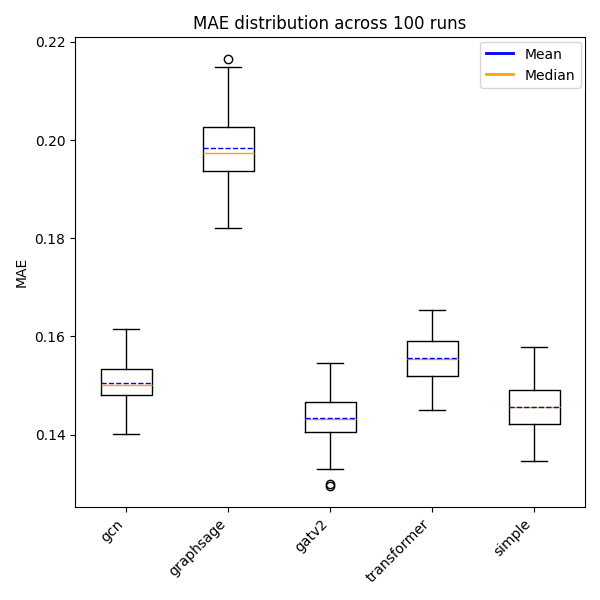 MAE distribution across 100 runs
Mean
Median
MAE
0.22
0.20
0.18
0.16
0.14
gcn
graphsage
gatv2
transformer
simple